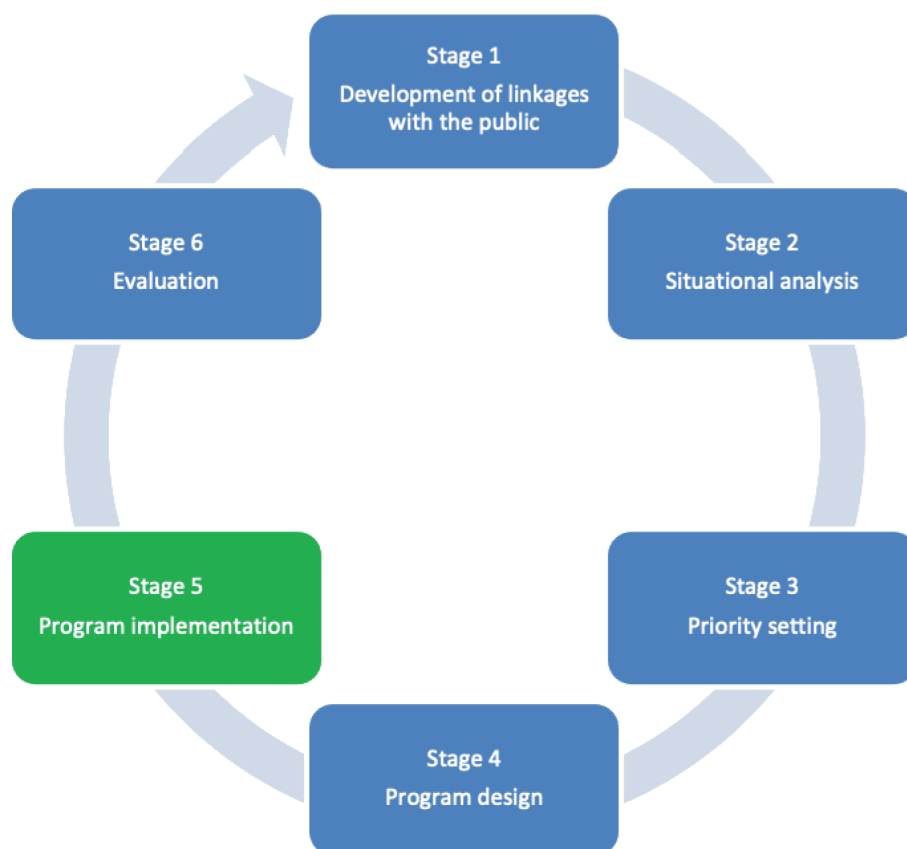 Stage 1
Development of linkages
with the public
Stage 2
Situational analysis
Stage 3
Priority setting
Stage 4
Program design
Stage 5
Program implementation
Stage 6
Evaluation